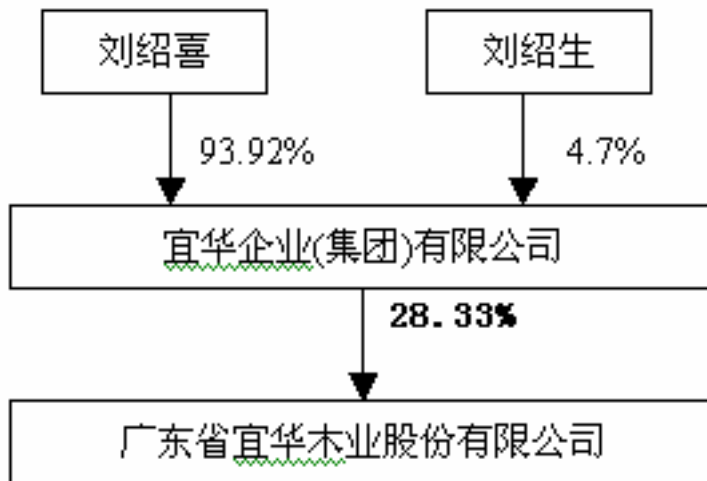 刘绍喜
刘绍生
93.92%
4.7%
宜华企业(集团)有限公司
28.33%
广东省宜华木业股份有限公司